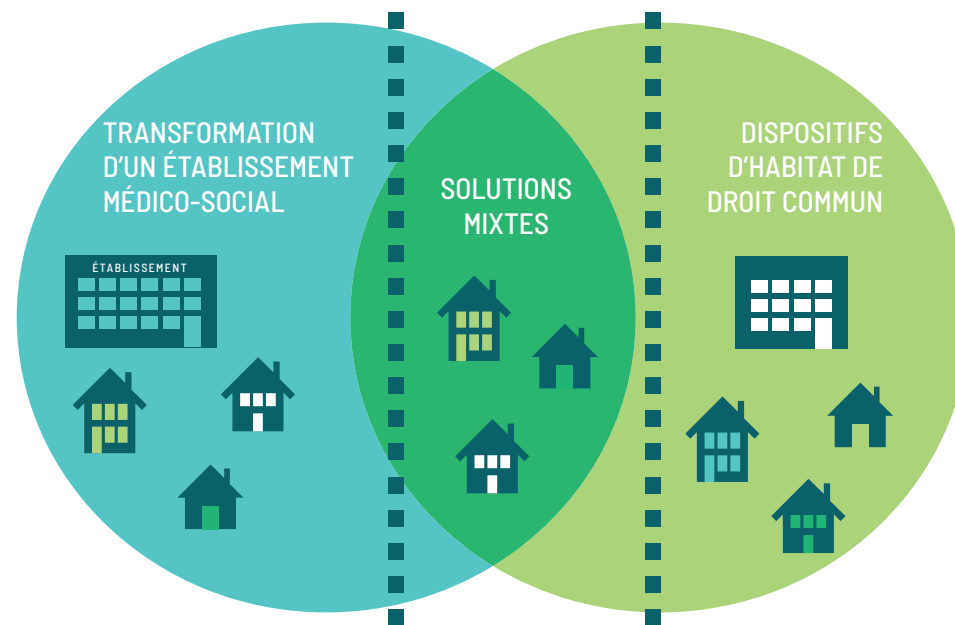 TRANSFORMATION
D'UN ÉTABLISSEMENT
MÉDICO-SOCIAL
ÉTABLISSEMENT
SOLUTIONS
MIXTES
DISPOSITIFS
D'HABITAT DE
DROIT COMMUN